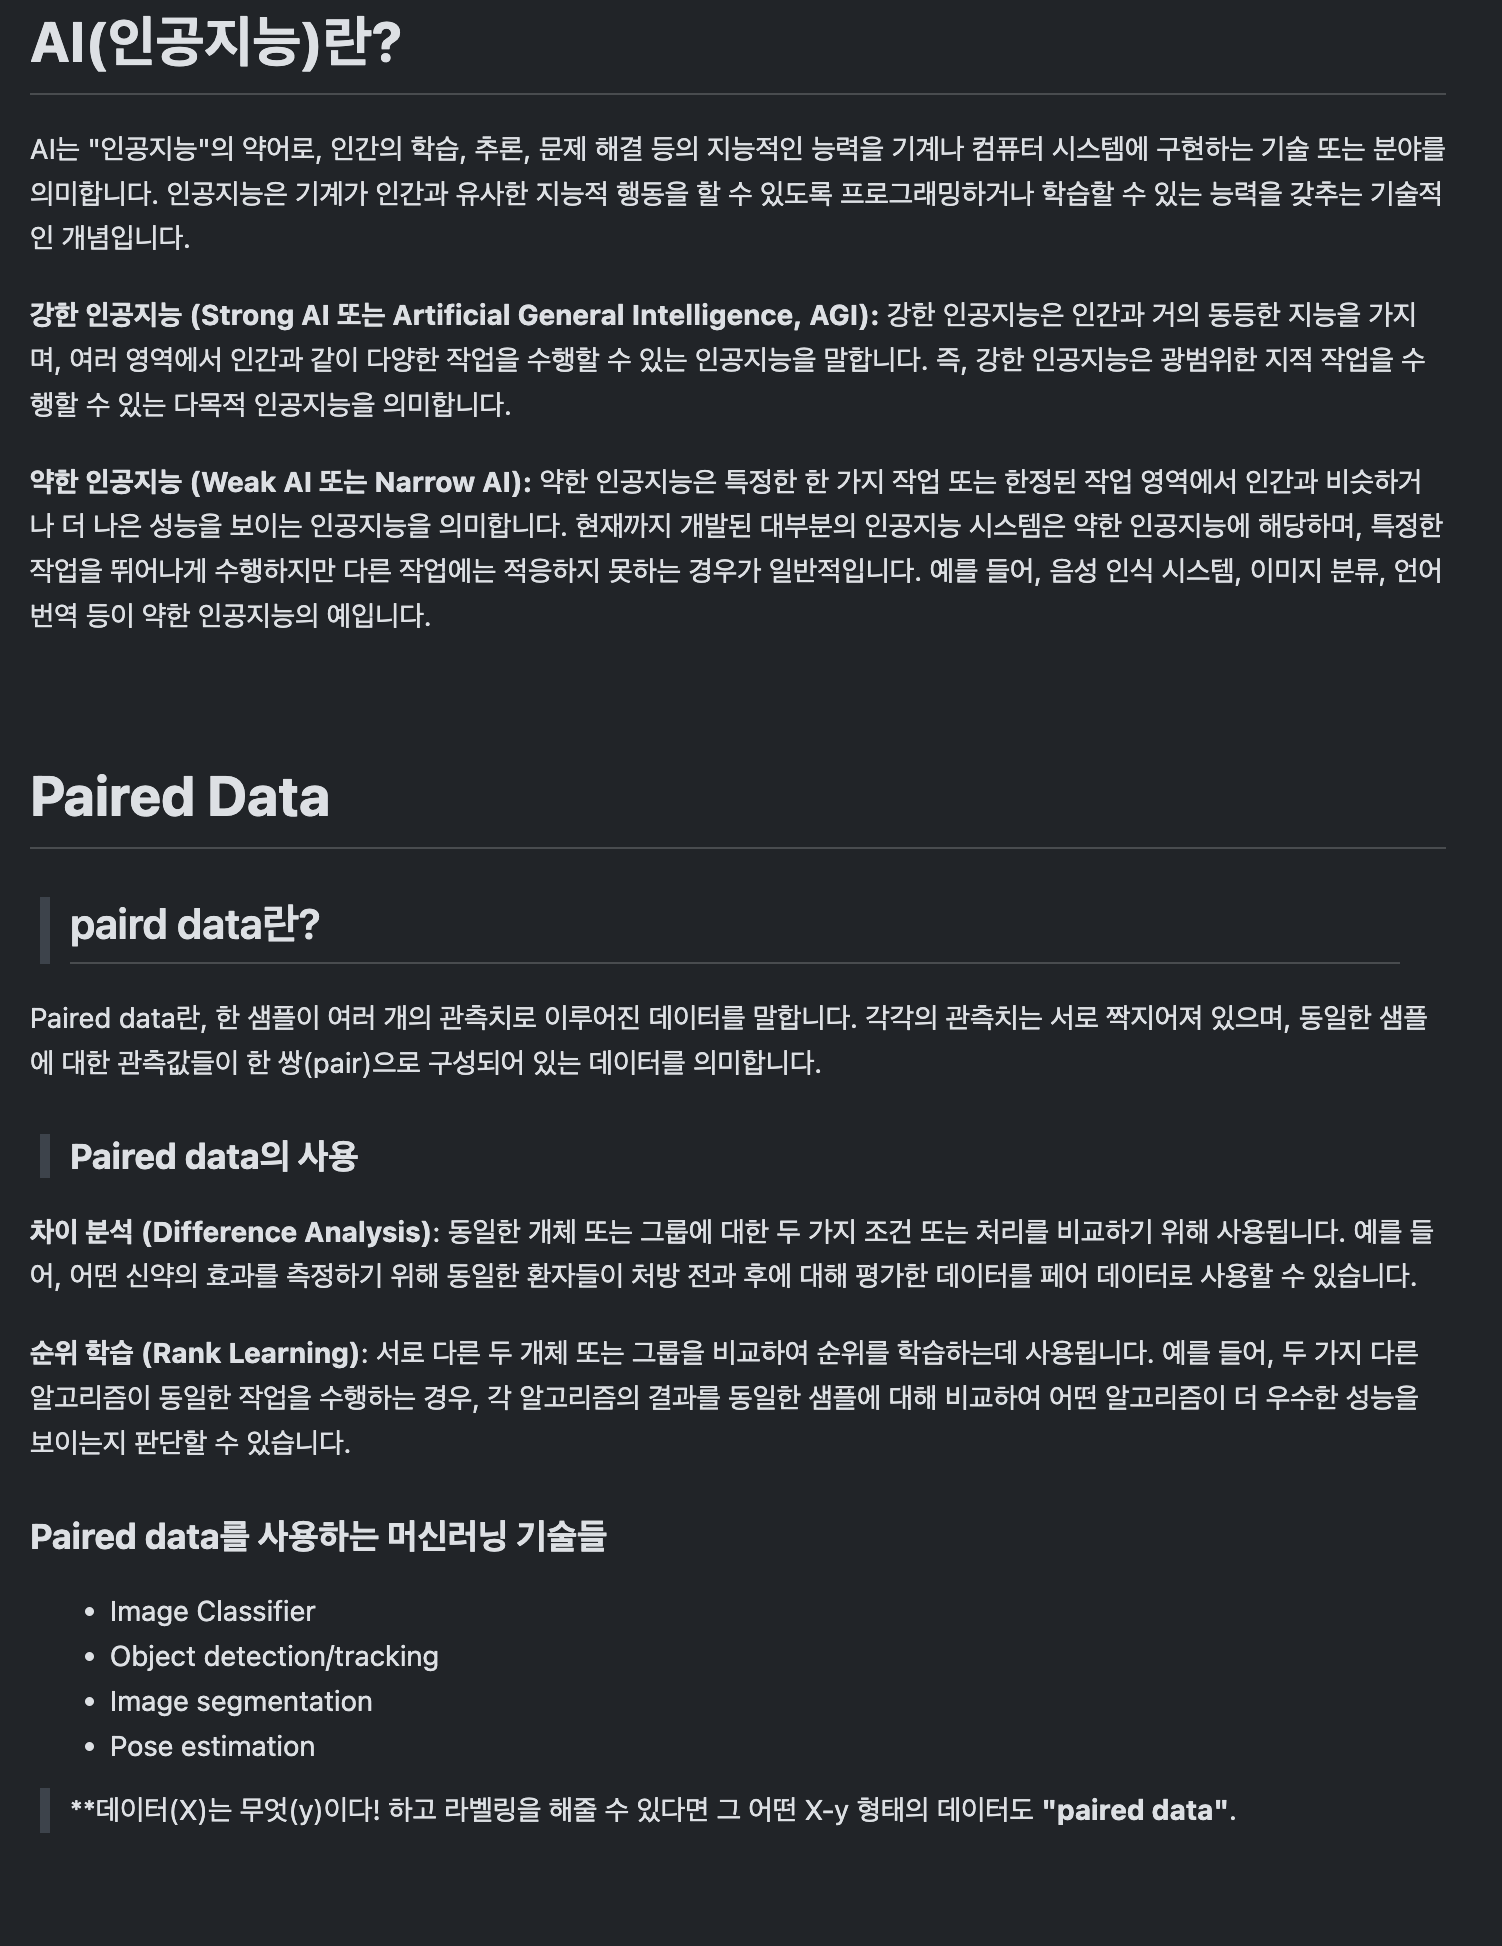 AI(인공지능)란?
AI는 "인공지능"의 약어로, 인간의 학습, 추론, 문제 해결 등의 지능적인 능력을 기계나 컴퓨터 시스템에 구현하는 기술 또는 분야를
의미합니다. 인공지능은 기계가 인간과 유사한 지능적 행동을 할 수 있도록 프로그래밍하거나 학습할 수 있는 능력을 갖추는 기술적
인 개념입니다.
강한 인공지능 (Strong AI 또는 Artificial General Intelligence, AGI): 강한 인공지능은 인간과 거의 동등한 지능을 가지
며, 여러 영역에서 인간과 같이 다양한 작업을 수행할 수 있는 인공지능을 말합니다. 즉, 강한 인공지능은 광범위한 지적 작업을 수
행할 수 있는 다목적 인공지능을 의미합니다.
약한 인공지능 (Weak AI 또는 Narrow AI): 약한 인공지능은 특정한 한 가지 작업 또는 한정된 작업 영역에서 인간과 비슷하거
나 더 나은 성능을 보이는 인공지능을 의미합니다. 현재까지 개발된 대부분의 인공지능 시스템은 약한 인공지능에 해당하며, 특정한
작업을 뛰어나게 수행하지만 다른 작업에는 적응하지 못하는 경우가 일반적입니다. 예를 들어, 음성 인식 시스템, 이미지 분류, 언어
번역 등이 약한 인공지능의 예입니다.
Paired Data
paird data란?
Paired data란, 한 샘플이 여러 개의 관측치로 이루어진 데이터를 말합니다. 각각의 관측치는 서로 짝지어져 있으며, 동일한 샘플
에 대한 관측값들이 한 쌍(pair)으로 구성되어 있는 데이터를 의미합니다.
Paired data의 사용
차이 분석 (Difference Analysis): 동일한 개체 또는 그룹에 대한 두 가지 조건 또는 처리를 비교하기 위해 사용됩니다. 예를 들
어, 어떤 신약의 효과를 측정하기 위해 동일한 환자들이 처방 전과 후에 대해 평가한 데이터를 페어 데이터로 사용할 수 있습니다.
순위 학습 (Rank Learning): 서로 다른 두 개체 또는 그룹을 비교하여 순위를 학습하는데 사용됩니다. 예를 들어, 두 가지 다른
알고리즘이 동일한 작업을 수행하는 경우, 각 알고리즘의 결과를 동일한 샘플에 대해 비교하여 어떤 알고리즘이 더 우수한 성능을
보이는지 판단할 수 있습니다.
Paired data를 사용하는 머신러닝 기술들
• Image Classifier
• Object detection/tracking
• Image segmentation
• Pose estimation
**데이터(X)는 무엇(y)이다! 하고 라벨링을 해줄 수 있다면 그 어떤 X-y 형태의 데이터도 "paired data".